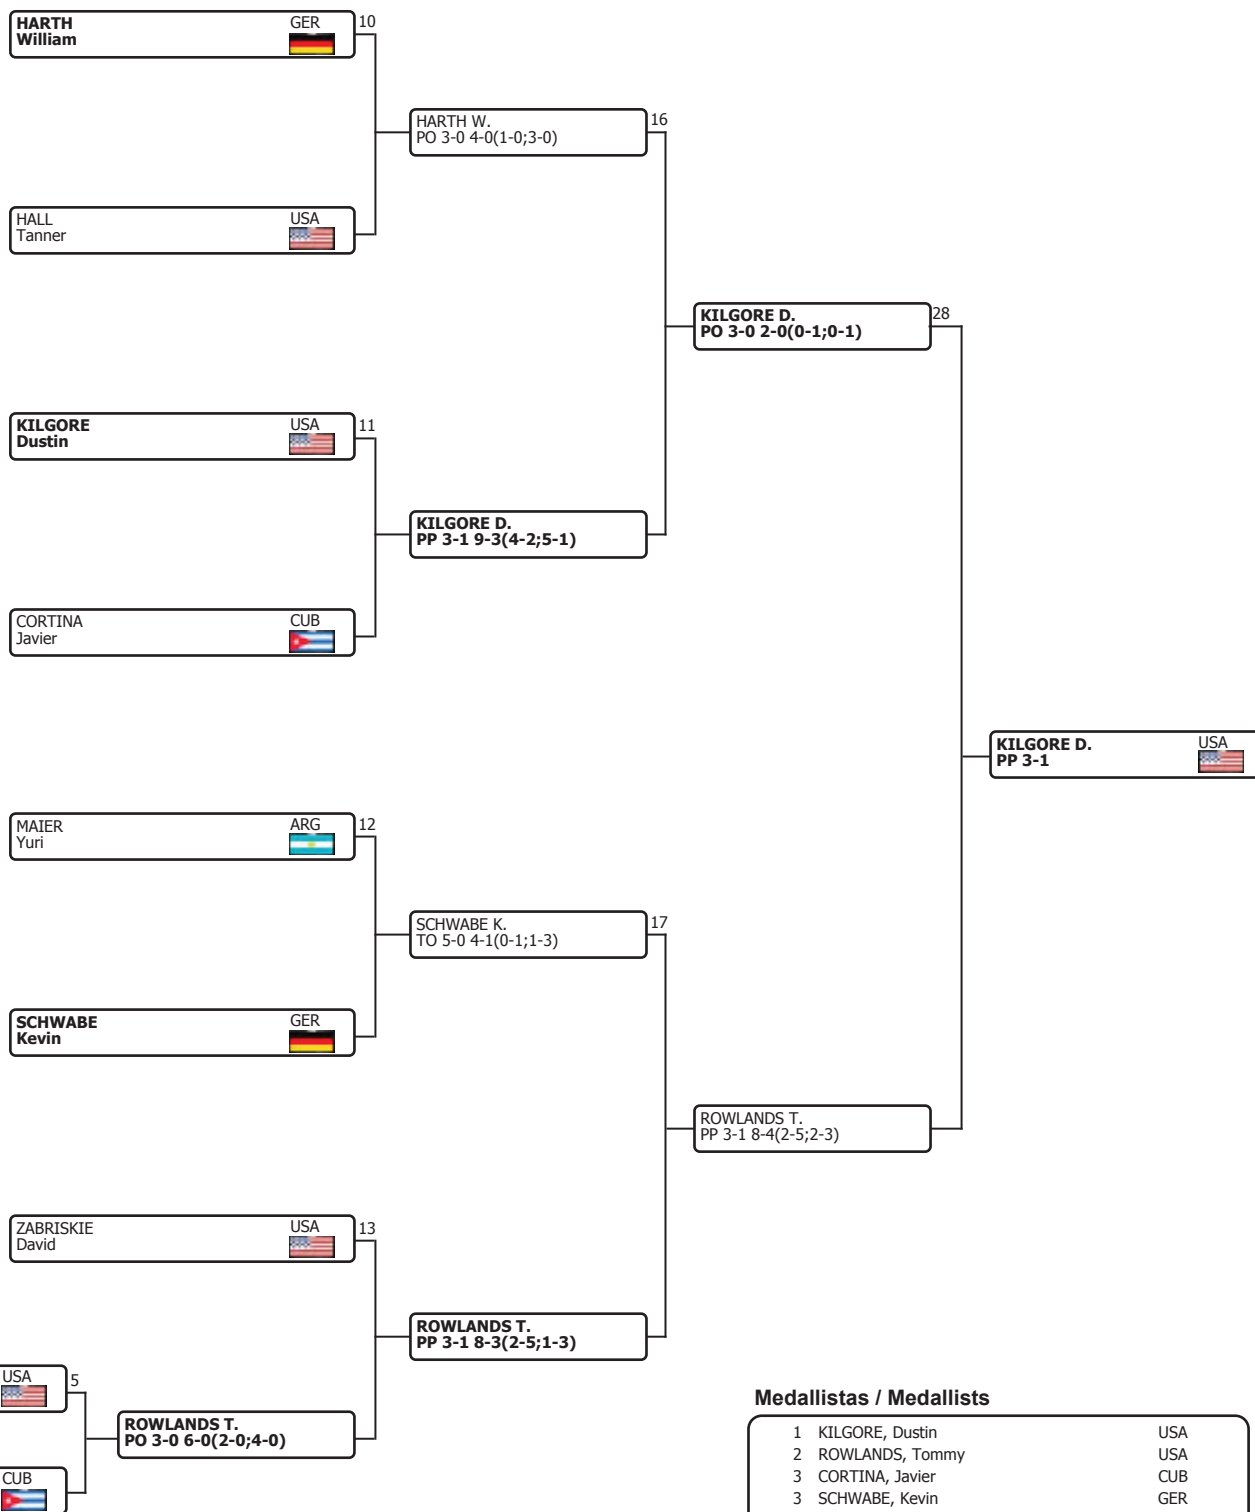 HARTH
William
GER
10
HARTH W.
PO 3-0 4-0(1-0;3-0)
16
HALL
Tanner
USA
KILGORE D.
PO 3-0 2-0(0-1;0-1)
28
KILGORE
Dustin
USA
11
KILGORE D.
PP 3-1 9-3(4-2;5-1)
CORTINA
Javier
CUB
KILGORE D.
PP 3-1
USA
MAIER
Yuri
ARG
12
SCHWABE K.
TO 5-0 4-1(0-1;1-3)
17
SCHWABE
Kevin
GER
ROWLANDS T.
PP 3-1 8-4(2-5;2-3)
ZABRISKIE
David
USA
13
ROWLANDS T.
PP 3-1 8-3(2-5;1-3)
USA
5
ROWLANDS T.
PO 3-0 6-0(2-0;4-0)
CUB
Medallistas / Medallists
1 KILGORE, Dustin USA
2 ROWLANDS, Tommy USA
3 CORTINA, Javier CUB
3 SCHWABE, Kevin GER